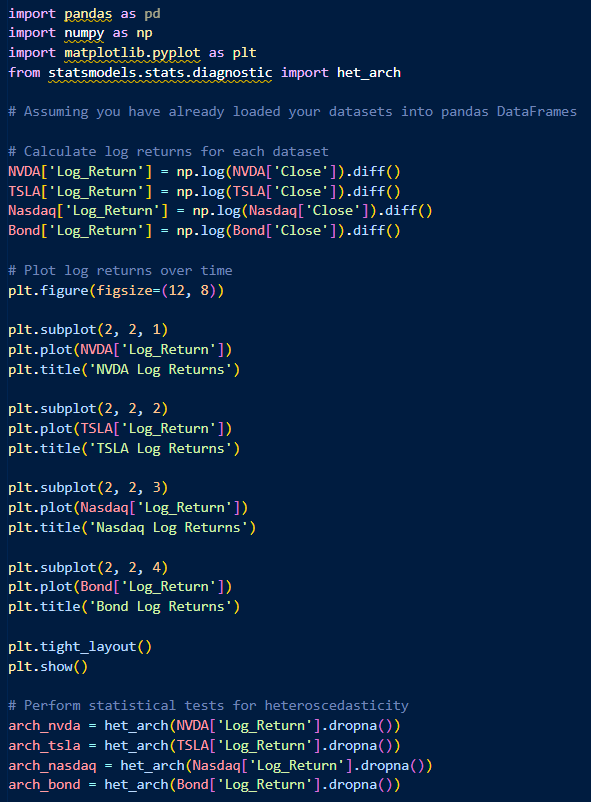 import pandas as pd
import numpy as np
import matplotlib.pyplot as plt
from statsmodels.stats.diagnostic import het_arch

# Assuming you have already loaded your datasets into pandas DataFrames

# Calculate log returns for each dataset
NVDA['Log_Return'] = np.log(NVDA['Close']).diff()
TSLA['Log_Return'] = np.log(TSLA['Close']).diff()
Nasdaq['Log_Return'] = np.log(Nasdaq['Close']).diff()
Bond['Log_Return'] = np.log(Bond['Close']).diff()

# Plot log returns over time
plt.figure(figsize=(12, 8))

plt.subplot(2, 2, 1)
plt.plot(NVDA['Log_Return'])
plt.title('NVDA Log Returns')

plt.subplot(2, 2, 2)
plt.plot(TSLA['Log_Return'])
plt.title('TSLA Log Returns')

plt.subplot(2, 2, 3)
plt.plot(Nasdaq['Log_Return'])
plt.title('Nasdaq Log Returns')

plt.subplot(2, 2, 4)
plt.plot(Bond['Log_Return'])
plt.title('Bond Log Returns')

plt.tight_layout()
plt.show()

# Perform statistical tests for heteroscedasticity
arch_nvda = het_arch(NVDA['Log_Return'].dropna())
arch_tsla = het_arch(TSLA['Log_Return'].dropna())
arch_nasdaq = het_arch(Nasdaq['Log_Return'].dropna())
arch_bond = het_arch(Bond['Log_Return'].dropna())